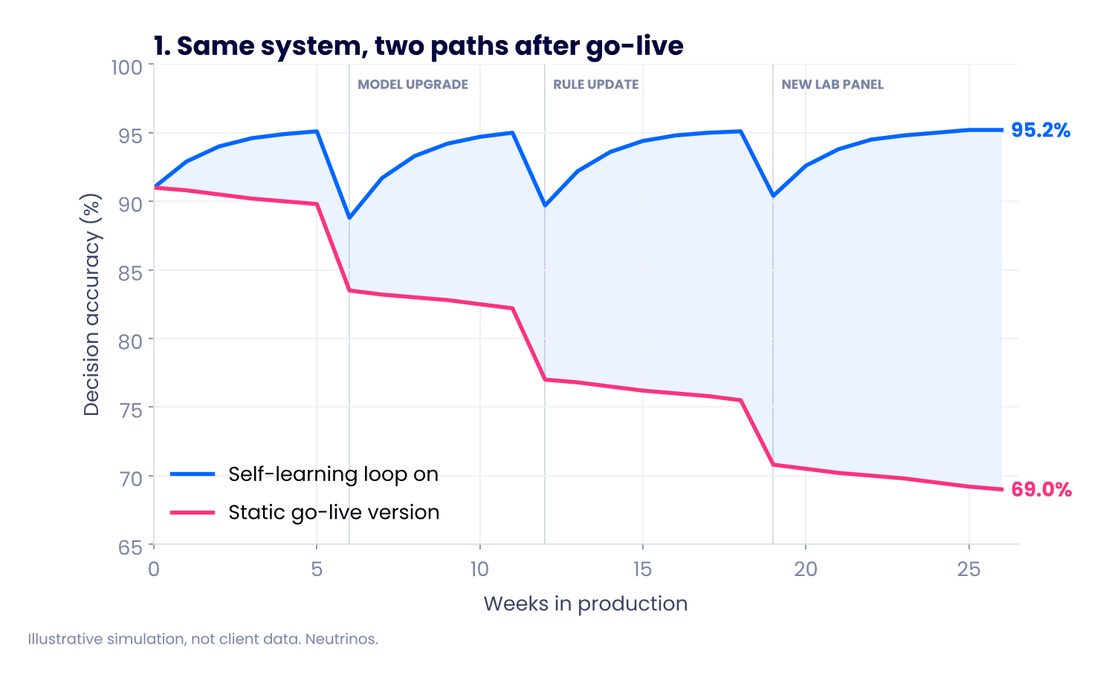 1. Same system, two paths after go-live
100
MODEL UPGRADE
RULE UPDATE
NEW LAB PANEL
95
95.2%
90
85
80
75
70
69.0%
65
Decision accuracy (%)
Self-learning loop on
Static go-live version
0
5
10
15
20
25
Weeks in production
Illustrative simulation, not client data. Neutrinos.